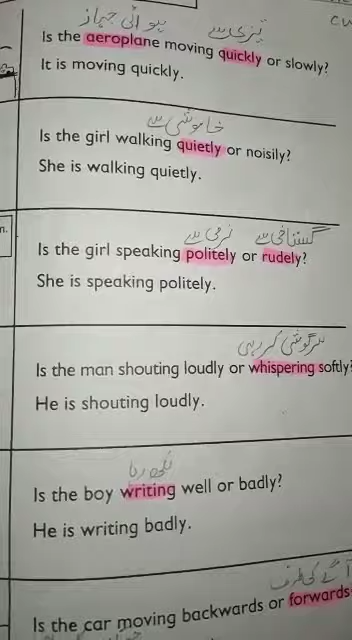 ہوائی جہاز تیزی سے
Is the aeroplane moving quickly or slowly?
It is moving quickly.
خاموشی سے
Is the girl walking quietly or noisily?
She is walking quietly.
نرمی سے گستاخی سے
Is the girl speaking politely or rudely?
She is speaking politely.
سرگوشی کر رہی
Is the man shouting loudly or whispering softly?
He is shouting loudly.
لکھ رہا
Is the boy writing well or badly?
He is writing badly.
آگے کی طرف
Is the car moving backwards or forwards